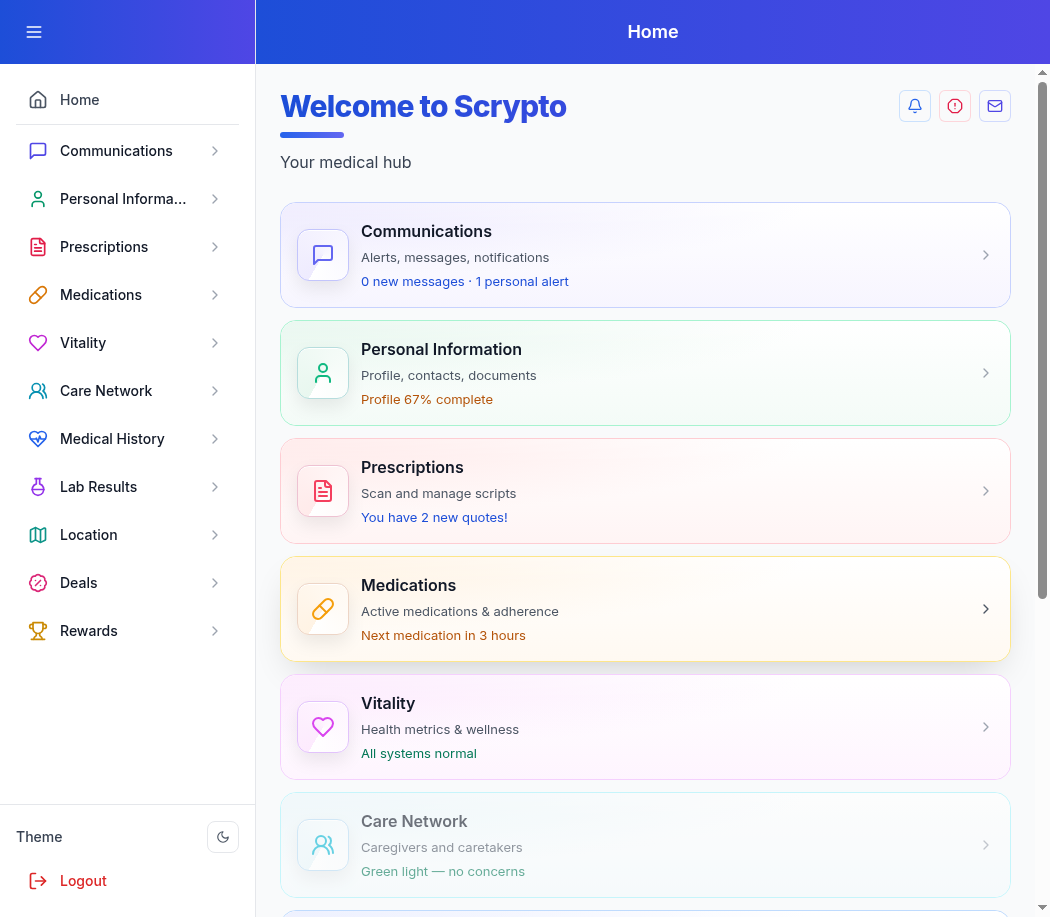 Home
Home
Communications
Personal Informa...
Prescriptions
Medications
Vitality
Care Network
Medical History
Lab Results
Location
Deals
Rewards
Theme
Logout
Welcome to Scrypto
Your medical hub
Communications
Alerts, messages, notifications
0 new messages · 1 personal alert
Personal Information
Profile, contacts, documents
Profile 67% complete
Prescriptions
Scan and manage scripts
You have 2 new quotes!
Medications
Active medications & adherence
Next medication in 3 hours
Vitality
Health metrics & wellness
All systems normal
Care Network
Caregivers and caretakers
Green light — no concerns